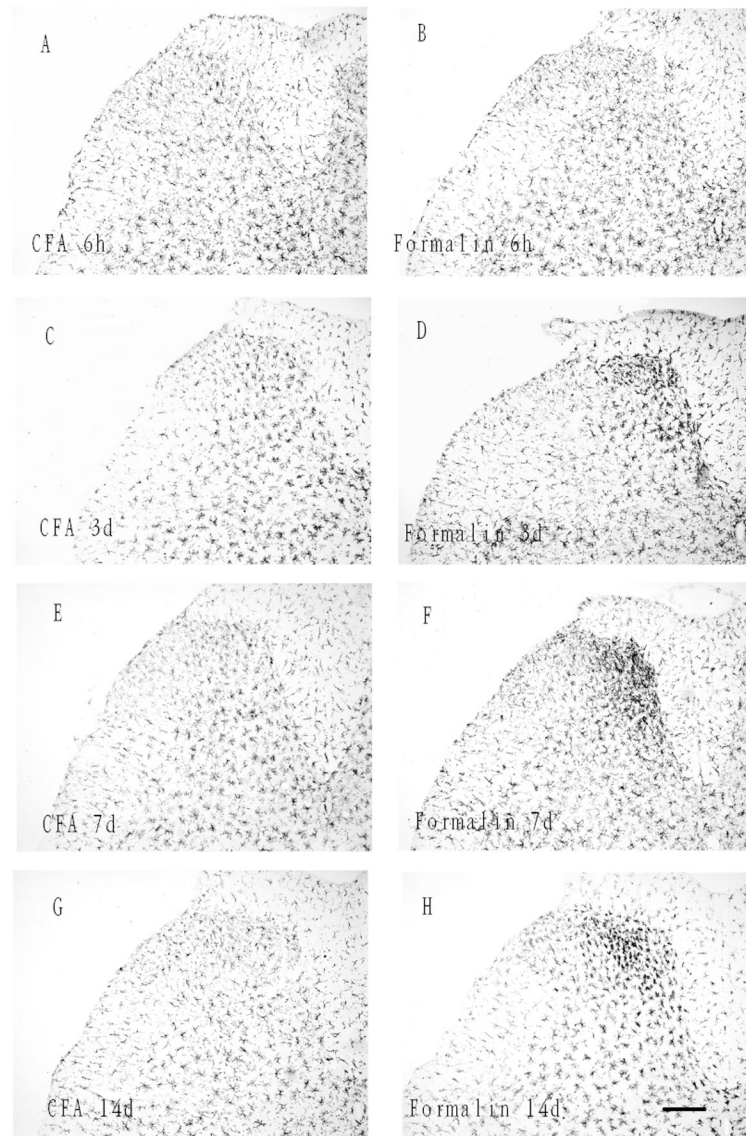 A
CFA 6h
B
Formalin 6h
C
CFA 3d
D
Formalin 3d
E
CFA 7d
F
Formalin 7d
G
CFA 14d
H
Formalin 14d